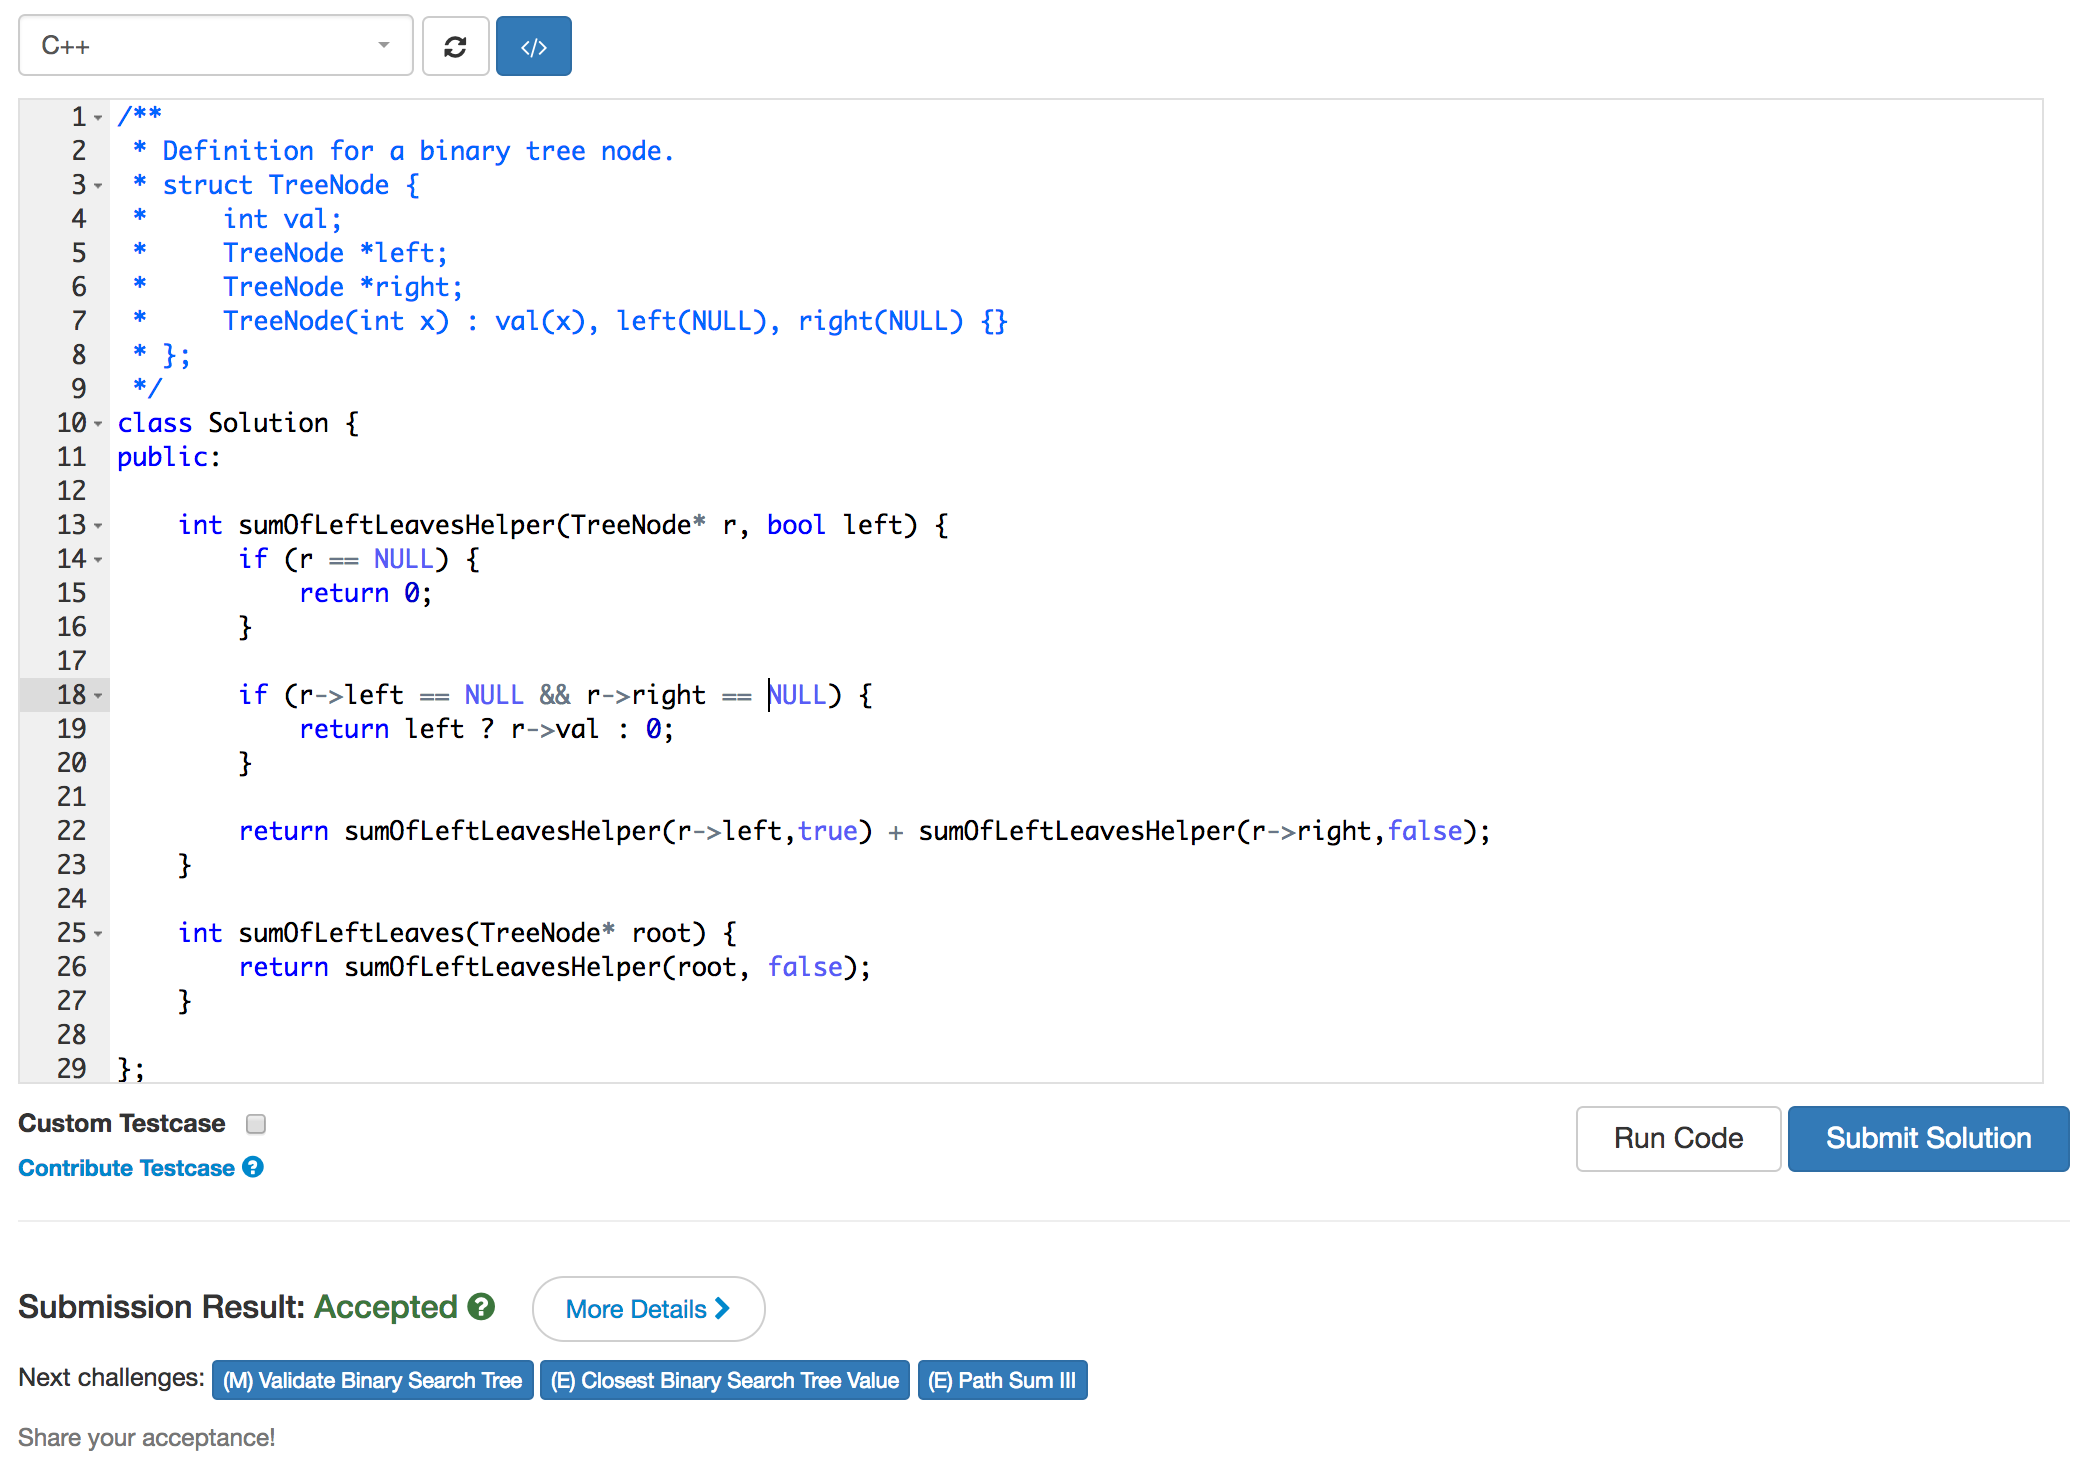 C++
</>
1 /**
2  * Definition for a binary tree node.
3  * struct TreeNode {
4  *     int val;
5  *     TreeNode *left;
6  *     TreeNode *right;
7  *     TreeNode(int x) : val(x), left(NULL), right(NULL) {}
8  * };
9  */
10 class Solution {
11 public:
12
13     int sumOfLeftLeavesHelper(TreeNode* r, bool left) {
14         if (r == NULL) {
15             return 0;
16         }
17
18         if (r->left == NULL && r->right == NULL) {
19             return left ? r->val : 0;
20         }
21
22         return sumOfLeftLeavesHelper(r->left,true) + sumOfLeftLeavesHelper(r->right,false);
23     }
24
25     int sumOfLeftLeaves(TreeNode* root) {
26         return sumOfLeftLeavesHelper(root, false);
27     }
28
29 };
Custom Testcase
Contribute Testcase ?
Run Code
Submit Solution
Submission Result: Accepted ?
More Details
Next challenges: (M) Validate Binary Search Tree (E) Closest Binary Search Tree Value (E) Path Sum III
Share your acceptance!